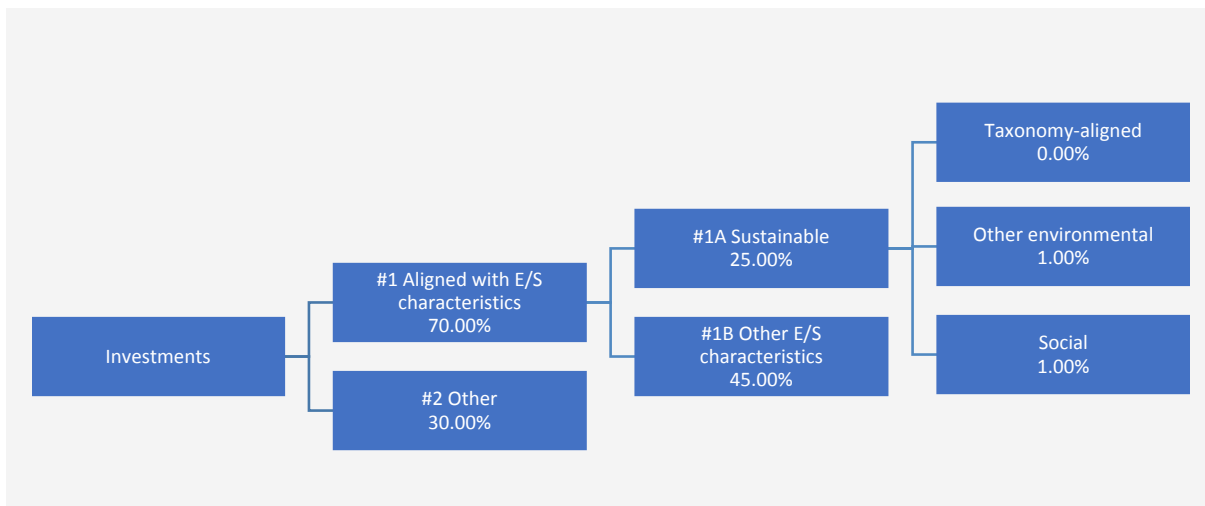 Investments
#1 Aligned with E/S
characteristics
70.00%
#2 Other
30.00%
#1A Sustainable
25.00%
#1B Other E/S
characteristics
45.00%
Taxonomy-aligned
0.00%
Other environmental
1.00%
Social
1.00%